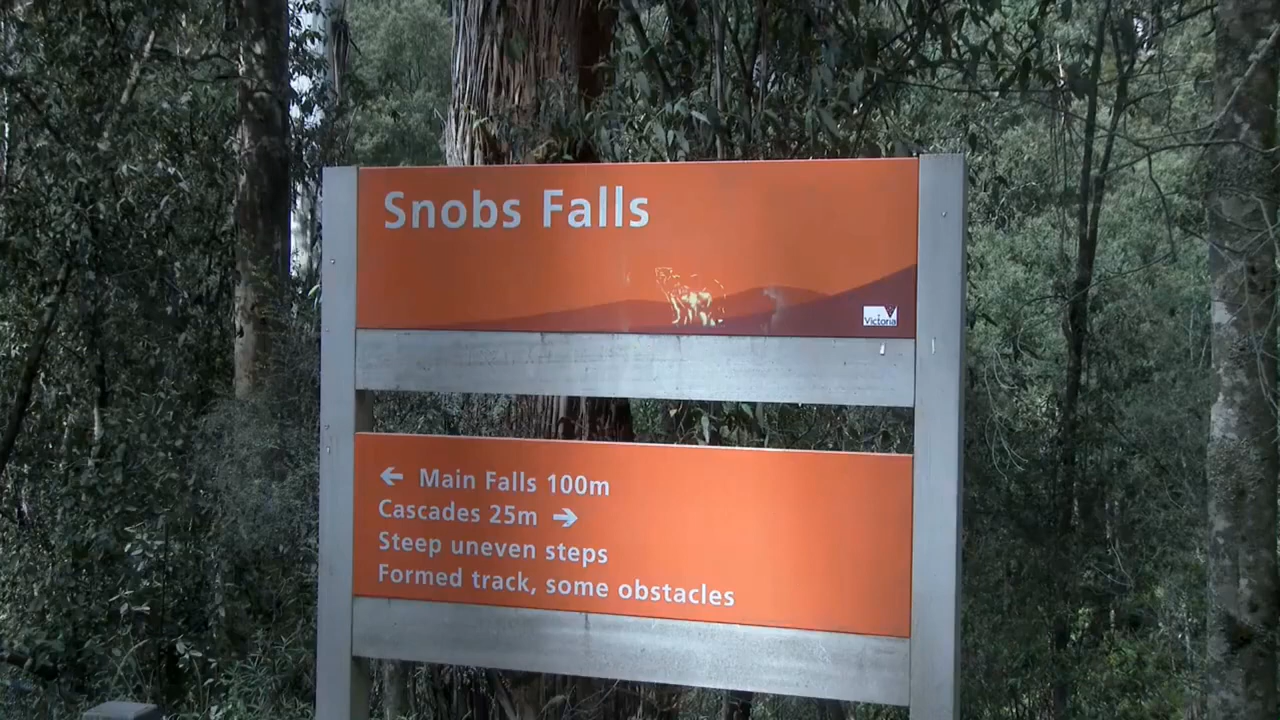 Snobs Falls
Victoria
← Main Falls 100m
Cascades 25m →
Steep uneven steps
Formed track, some obstacles